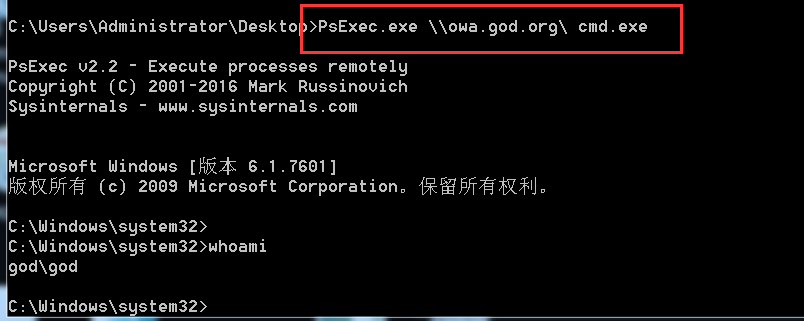 C:\Users\Administrator\Desktop>PsExec.exe \\owa.god.org\ cmd.exe
PsExec v2.2 - Execute processes remotely
Copyright (C) 2001-2016 Mark Russinovich
Sysinternals - www.sysinternals.com
Microsoft Windows [版本 6.1.7601]
版权所有 (c) 2009 Microsoft Corporation。保留所有权利。
C:\Windows\system32>
C:\Windows\system32>whoami
god\god
C:\Windows\system32>